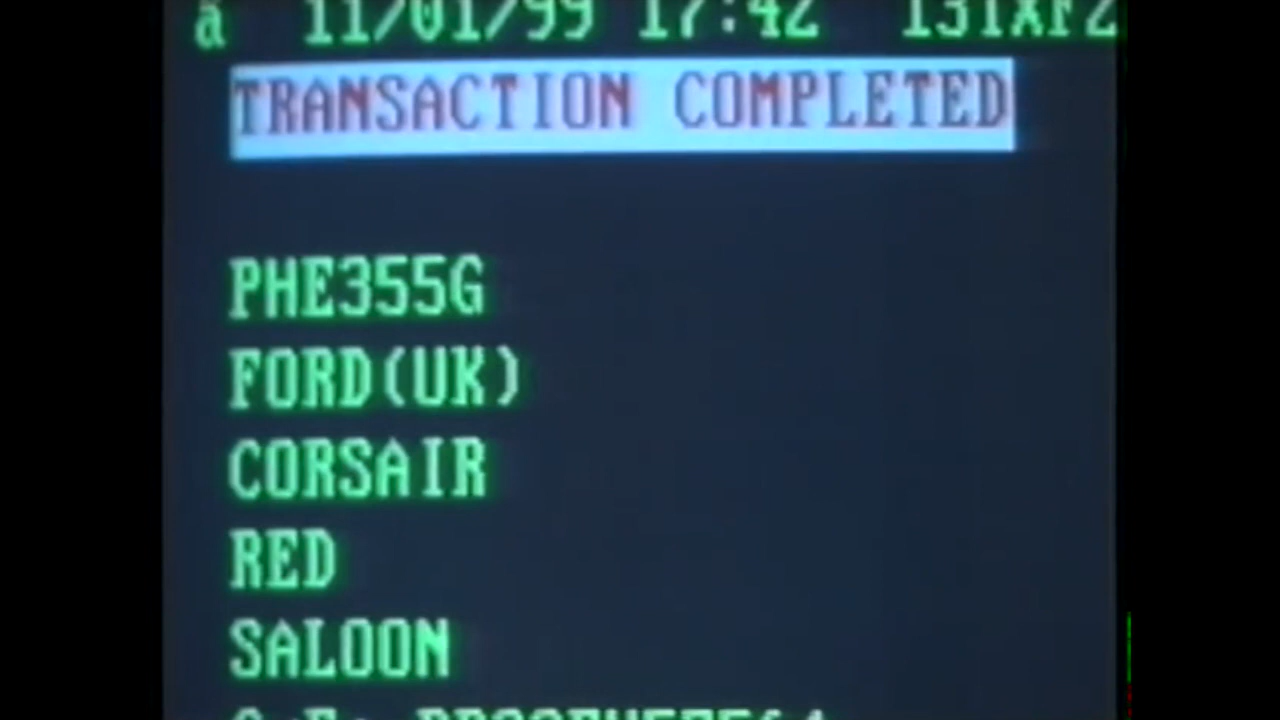 a 11/01/99 17:42
TRANSACTION COMPLETED
PHE355G
FORD(UK)
CORSAIR
RED
SALOON